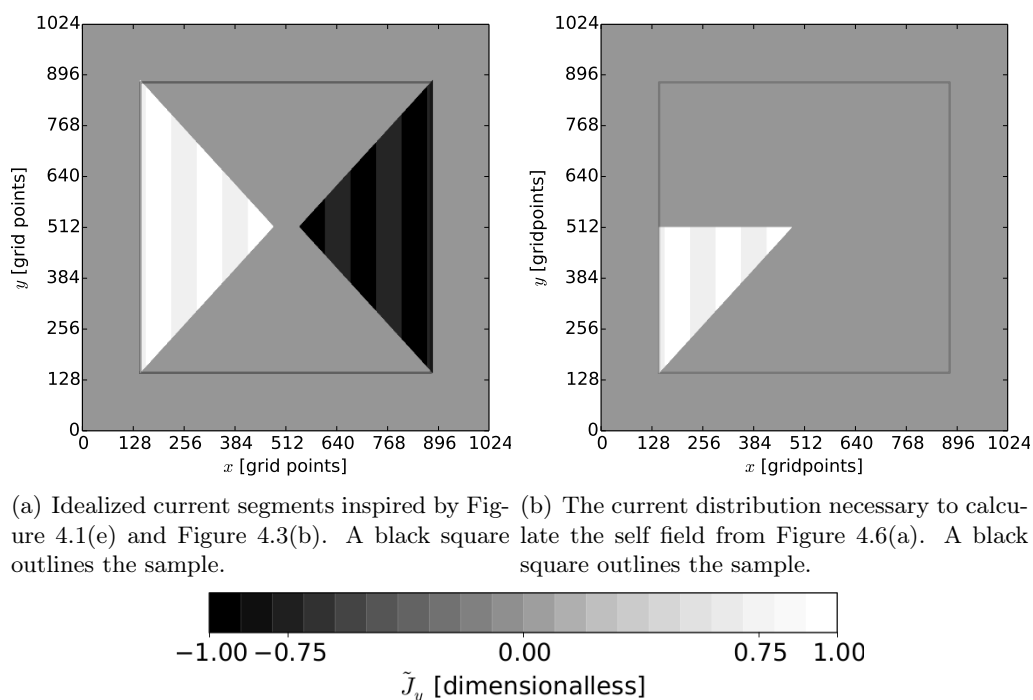 1024
896
768
640
512
384
256
128
0
y [grid points]
0 128 256 384 512 640 768 896 1024
x [grid points]
1024
896
768
640
512
384
256
128
0
y [gridpoints]
0 128 256 384 512 640 768 896 1024
x [gridpoints]
(a) Idealized current segments inspired by Fig-
ure 4.1(e) and Figure 4.3(b). A black square
outlines the sample.
(b) The current distribution necessary to calcu-
late the self field from Figure 4.6(a). A black
square outlines the sample.
−1.00 −0.75 0.00 0.75 1.00
J̃_y [dimensionalless]